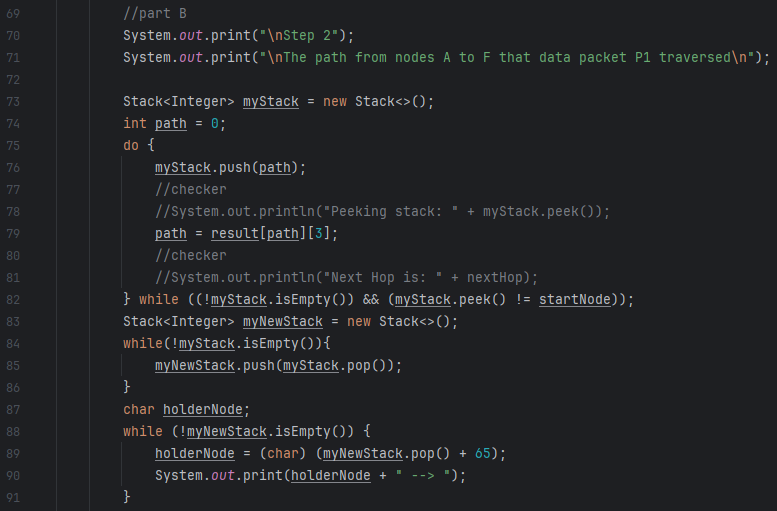 69 //part B
70 System.out.print("\nStep 2");
71 System.out.print("\nThe path from nodes A to F that data packet P1 traversed\n");
72
73 Stack<Integer> myStack = new Stack<>();
74 int path = 0;
75 do {
76 myStack.push(path);
77 //checker
78 //System.out.println("Peeking stack: " + myStack.peek());
79 path = result[path][3];
80 //checker
81 //System.out.println("Next Hop is: " + nextHop);
82 } while ((!myStack.isEmpty()) && (myStack.peek() != startNode));
83 Stack<Integer> myNewStack = new Stack<>();
84 while(!myStack.isEmpty()){
85 myNewStack.push(myStack.pop());
86 }
87 char holderNode;
88 while (!myNewStack.isEmpty()) {
89 holderNode = (char) (myNewStack.pop() + 65);
90 System.out.print(holderNode + " --> ");
91 }